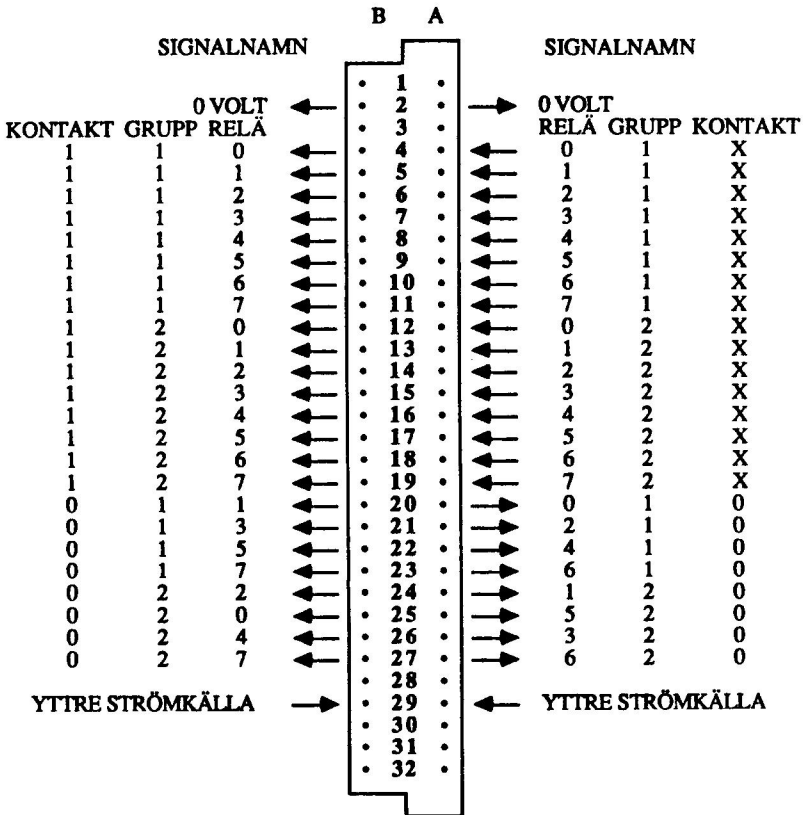 B A
SIGNALNAMN SIGNALNAMN
1
0 VOLT 2 0 VOLT
KONTAKT GRUPP RELÄ 3 RELÄ GRUPP KONTAKT
1 1 0 4 0 1 X
1 1 1 5 1 1 X
1 1 2 6 2 1 X
1 1 3 7 3 1 X
1 1 4 8 4 1 X
1 1 5 9 5 1 X
1 1 6 10 6 1 X
1 1 7 11 7 1 X
1 2 0 12 0 2 X
1 2 1 13 1 2 X
1 2 2 14 2 2 X
1 2 3 15 3 2 X
1 2 4 16 4 2 X
1 2 5 17 5 2 X
1 2 6 18 6 2 X
1 2 7 19 7 2 X
0 1 1 20 0 1 0
0 1 3 21 2 1 0
0 1 5 22 4 1 0
0 1 7 23 6 1 0
0 2 2 24 1 2 0
0 2 0 25 5 2 0
0 2 4 26 3 2 0
0 2 7 27 6 2 0
28
YTTRE STRÖMKÄLLA 29 YTTRE STRÖMKÄLLA
30
31
32